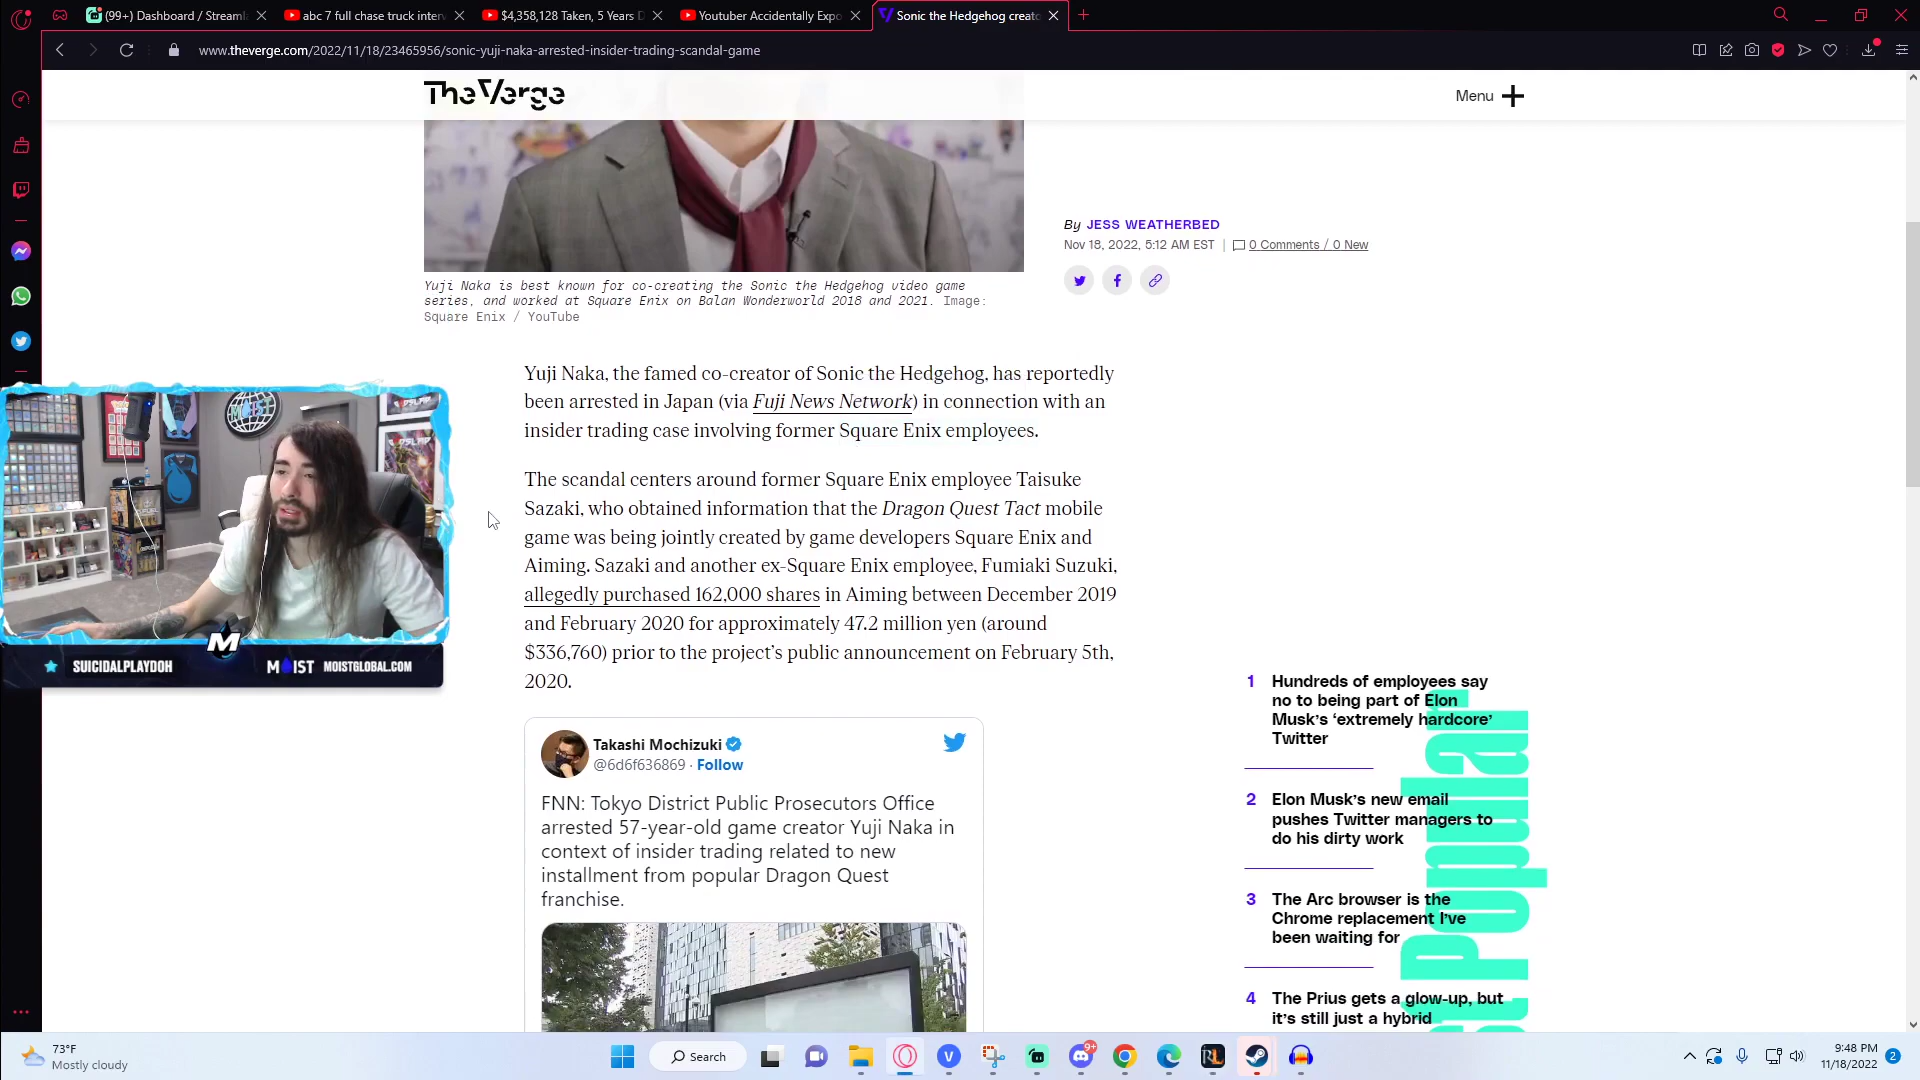 (99+) Dashboard / Streaml
abc 7 full chase truck interv
$4,358,128 Taken, 5 Years D
Youtuber Accidentally Expo
Sonic the Hedgehog creato
www.theverge.com/2022/11/18/23465956/sonic-yuji-naka-arrested-insider-trading-scandal-game
The Verge
Menu
By JESS WEATHERBED
Nov 18, 2022, 5:12 AM EST | 0 Comments / 0 New
Yuji Naka is best known for co-creating the Sonic the Hedgehog video game
series, and worked at Square Enix on Balan Wonderworld 2018 and 2021. Image:
Square Enix / YouTube
Yuji Naka, the famed co-creator of Sonic the Hedgehog, has reportedly
been arrested in Japan (via Fuji News Network) in connection with an
insider trading case involving former Square Enix employees.
The scandal centers around former Square Enix employee Taisuke
Sazaki, who obtained information that the Dragon Quest Tact mobile
game was being jointly created by game developers Square Enix and
Aiming. Sazaki and another ex-Square Enix employee, Fumiaki Suzuki,
allegedly purchased 162,000 shares in Aiming between December 2019
and February 2020 for approximately 47.2 million yen (around
$336,760) prior to the project's public announcement on February 5th,
2020.
MOIST
M
SUICIDALPLAYDOH
MOIST MOISTGLOBAL.COM
Takashi Mochizuki
@6d6f636869 · Follow
FNN: Tokyo District Public Prosecutors Office
arrested 57-year-old game creator Yuji Naka in
context of insider trading related to new
installment from popular Dragon Quest
franchise.
1 Hundreds of employees say
no to being part of Elon
Musk's ‘extremely hardcore’
Twitter
2 Elon Musk's new email
pushes Twitter managers to
do his dirty work
3 The Arc browser is the
Chrome replacement I've
been waiting for
4 The Prius gets a glow-up, but
it's still just a hybrid
73°F
Mostly cloudy
Search
9+
9:48 PM
11/18/2022
2